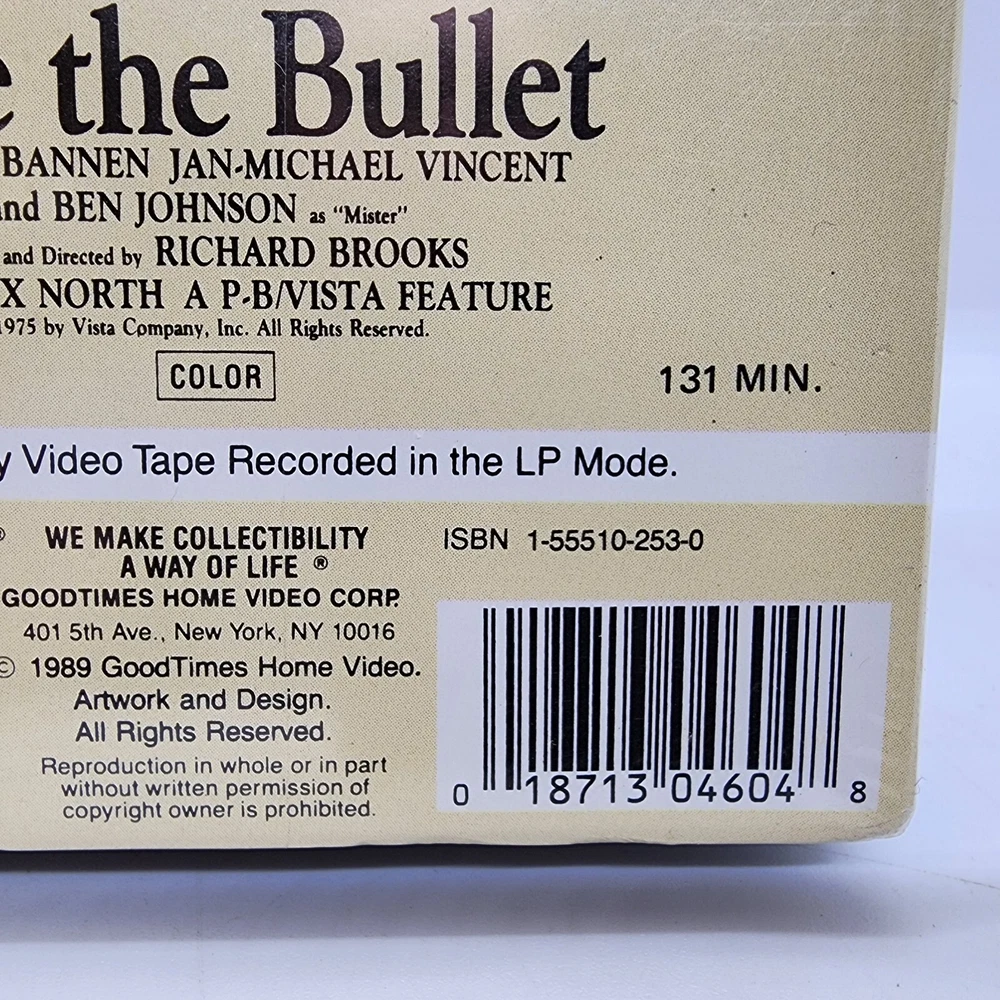 the Bullet
BANNEN JAN-MICHAEL VINCENT
and BEN JOHNSON as "Mister"
and Directed by RICHARD BROOKS
X NORTH A P-B/VISTA FEATURE
1975 by Vista Company, Inc. All Rights Reserved.
COLOR
131 MIN.
y Video Tape Recorded in the LP Mode.
® WE MAKE COLLECTIBILITY
A WAY OF LIFE ®
GOODTIMES HOME VIDEO CORP.
401 5th Ave., New York, NY 10016
© 1989 GoodTimes Home Video.
Artwork and Design.
All Rights Reserved.
Reproduction in whole or in part
without written permission of
copyright owner is prohibited.
ISBN 1-55510-253-0
0 18713 04604 8